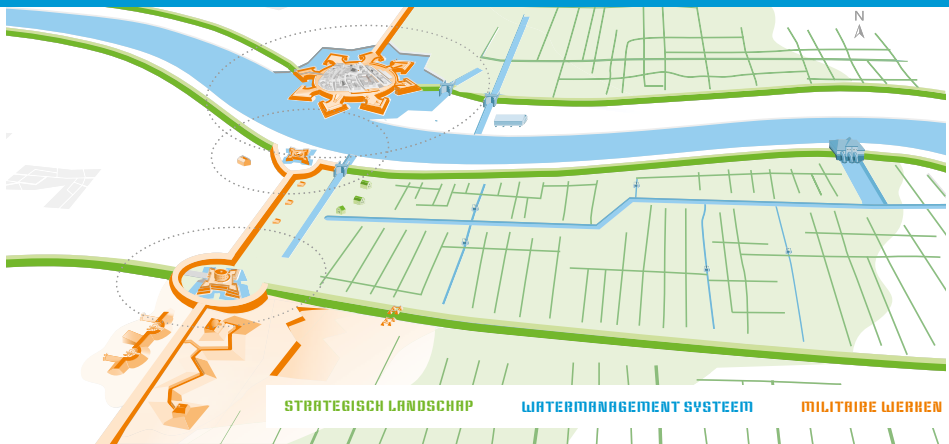 N
STRATEGISCH LANDSCHAP WATERMANAGEMENT SYSTEEM MILITAIRE WERKEN